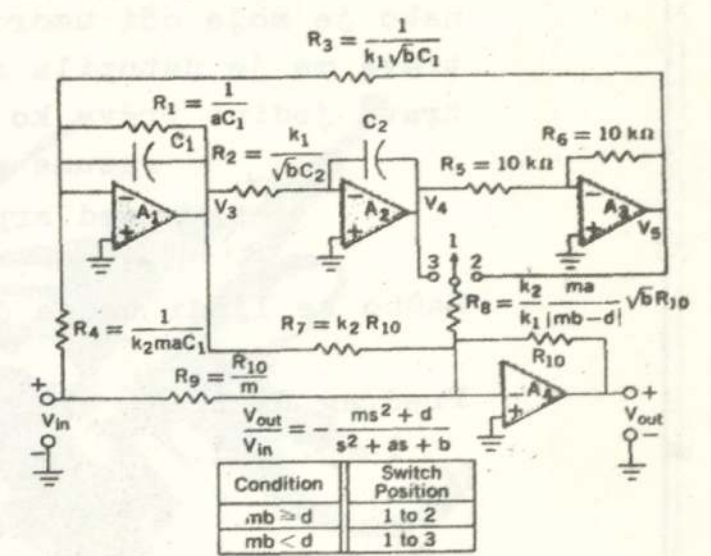 R₃ = 1/(k₁√b C₁)
R₁ = 1/(aC₁)
C₁
R₂ = k₁/(√b C₂)
C₂
R₆ = 10 kΩ
R₅ = 10 kΩ
A₁
V₃
A₂
V₄
A₃
V₅
3 1 2
R₄ = 1/(k₂maC₁)
R₈ = (k₂/k₁) (ma/|mb−d|) √b R₁₀
R₇ = k₂ R₁₀
R₁₀
R₉ = R₁₀/m
A₄
Vin
Vout
Vout/Vin = − (ms² + d)/(s² + as + b)
Condition Switch Position
mb ≥ d 1 to 2
mb < d 1 to 3